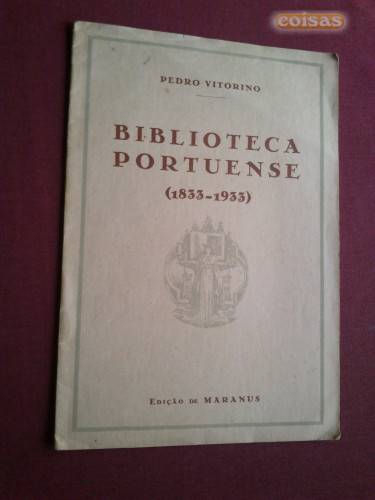 coisas
PEDRO VITORINO
BIBLIOTECA
PORTUENSE
(1833-1933)
EDIÇÃO DE MARANUS